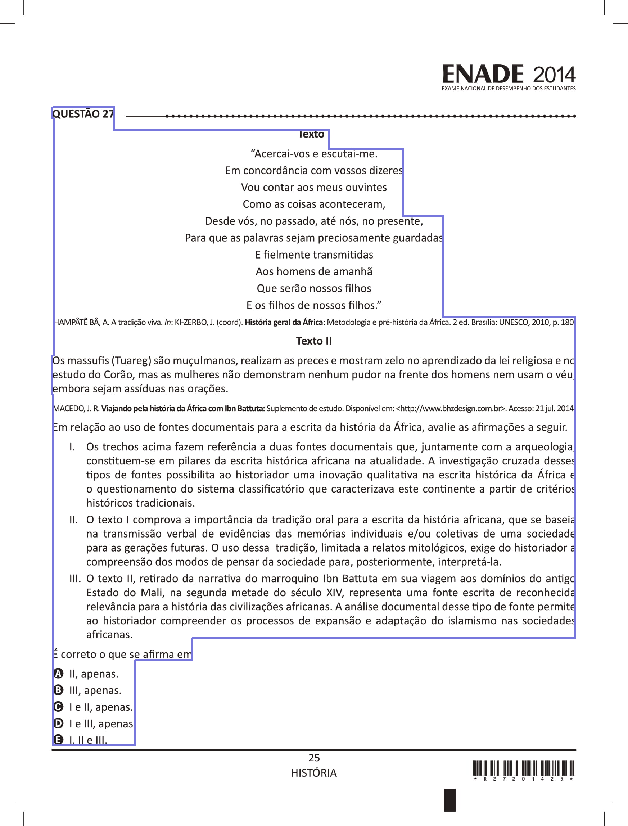 ENADE 2014
EXAME NACIONAL DE DESEMPENHO DOS ESTUDANTES
QUESTÃO 27
Texto
“Acercai-vos e escutai-me.
Em concordância com vossos dizeres
Vou contar aos meus ouvintes
Como as coisas aconteceram,
Desde vós, no passado, até nós, no presente,
Para que as palavras sejam preciosamente guardadas
E fielmente transmitidas
Aos homens de amanhã
Que serão nossos filhos
E os filhos de nossos filhos.”
HAMPÂTÉ BÂ, A. A tradição viva. In: KI-ZERBO, J. (coord). História geral da África: Metodologia e pré-história da África. 2 ed. Brasília: UNESCO, 2010, p. 180
Texto II
Os massufis (Tuareg) são muçulmanos, realizam as preces e mostram zelo no aprendizado da lei religiosa e no
estudo do Corão, mas as mulheres não demonstram nenhum pudor na frente dos homens nem usam o véu,
embora sejam assíduas nas orações.
MACEDO, J. R. Viajando pela história da África com Ibn Battuta: Suplemento de estudo. Disponível em: <http://www.bhzdesign.com.br>. Acesso: 21 jul. 2014
Em relação ao uso de fontes documentais para a escrita da história da África, avalie as afirmações a seguir.
I. Os trechos acima fazem referência a duas fontes documentais que, juntamente com a arqueologia,
constituem-se em pilares da escrita histórica africana na atualidade. A investigação cruzada desses
tipos de fontes possibilita ao historiador uma inovação qualitativa na escrita histórica da África e
o questionamento do sistema classificatório que caracterizava este continente a partir de critérios
históricos tradicionais.
II. O texto I comprova a importância da tradição oral para a escrita da história africana, que se baseia
na transmissão verbal de evidências das memórias individuais e/ou coletivas de uma sociedade
para as gerações futuras. O uso dessa tradição, limitada a relatos mitológicos, exige do historiador a
compreensão dos modos de pensar da sociedade para, posteriormente, interpretá-la.
III. O texto II, retirado da narrativa do marroquino Ibn Battuta em sua viagem aos domínios do antigo
Estado do Mali, na segunda metade do século XIV, representa uma fonte escrita de reconhecida
relevância para a história das civilizações africanas. A análise documental desse tipo de fonte permite
ao historiador compreender os processos de expansão e adaptação do islamismo nas sociedades
africanas.
É correto o que se afirma em
A II, apenas.
B III, apenas.
C I e II, apenas.
D I e III, apenas
E I, II e III.
25
HISTÓRIA
*R27201425*